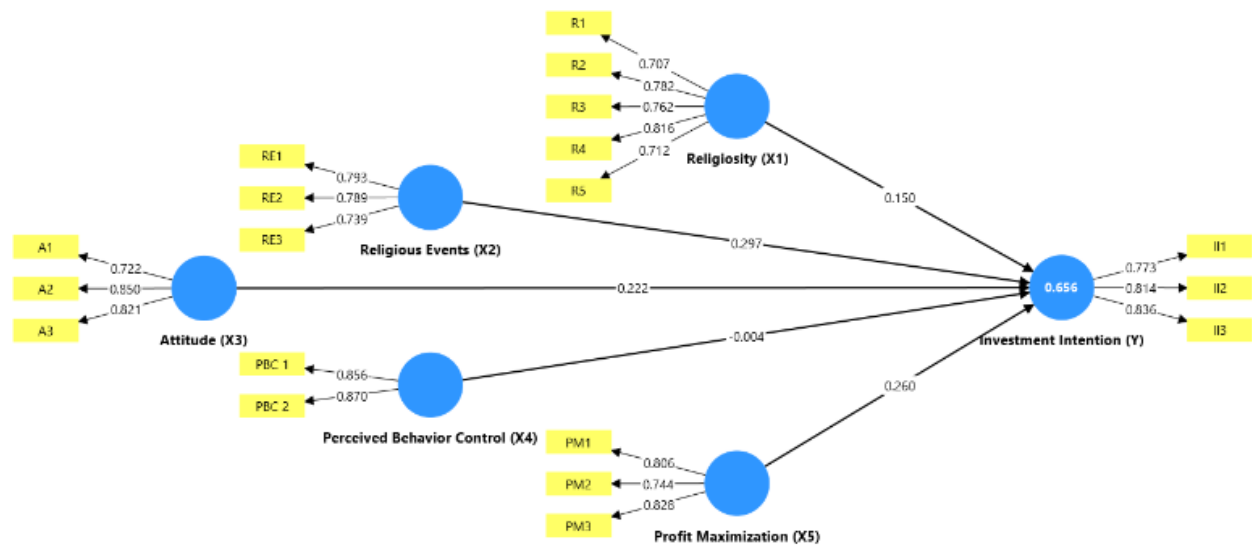 R1
0.707
R2
0.782
R3
0.762
R4
0.816
R5
0.712
Religiosity (X1)
0.150
RE1
0.793
RE2
0.789
RE3
0.739
Religious Events (X2)
0.297
A1
0.722
A2
0.850
A3
0.821
Attitude (X3)
0.222
PBC 1
0.856
PBC 2
0.870
Perceived Behavior Control (X4)
-0.004
PM1
0.806
PM2
0.744
PM3
0.828
Profit Maximization (X5)
0.260
0.656
Investment Intention (Y)
II1
0.773
II2
0.814
II3
0.836